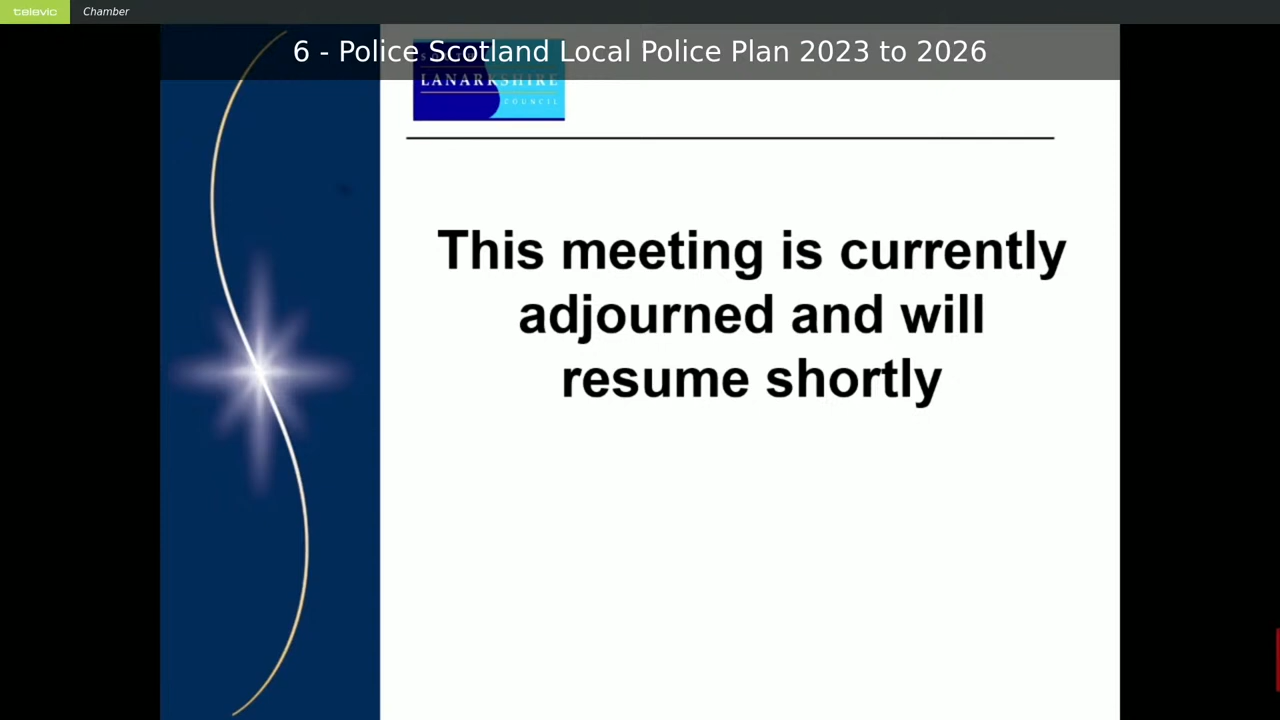 televic
Chamber
6 - Police Scotland Local Police Plan 2023 to 2026
LANARKSHIRE
COUNCIL
This meeting is currently
adjourned and will
resume shortly